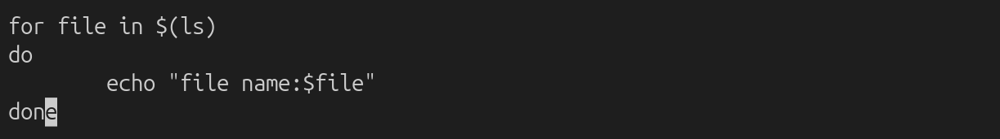 for file in $(ls)
do
        echo "file name:$file"
done